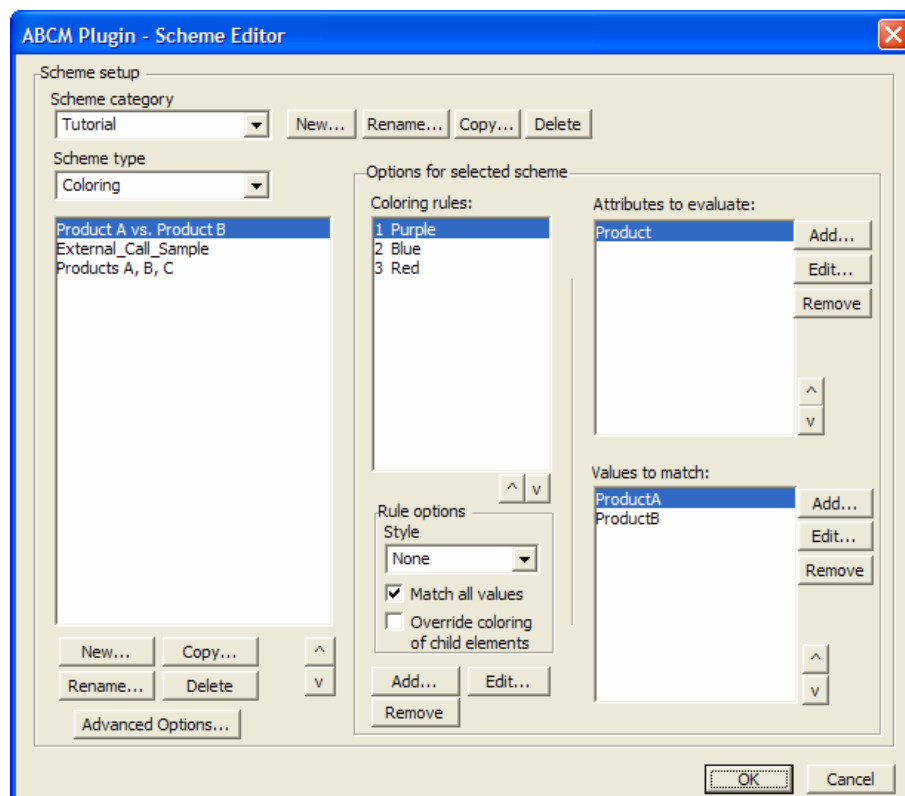 ABCM Plugin - Scheme Editor
Scheme setup
Scheme category
Tutorial
New...
Rename...
Copy...
Delete
Scheme type
Coloring
Product A vs. Product B
External_Call_Sample
Products A, B, C
New...
Copy...
^
Rename...
Delete
v
Advanced Options...
Options for selected scheme
Coloring rules:
1 Purple
2 Blue
3 Red
^
v
Rule options
Style
None
Match all values
Override coloring
of child elements
Add...
Edit...
Remove
Attributes to evaluate:
Product
Add...
Edit...
Remove
^
v
Values to match:
ProductA
ProductB
Add...
Edit...
Remove
^
v
OK
Cancel